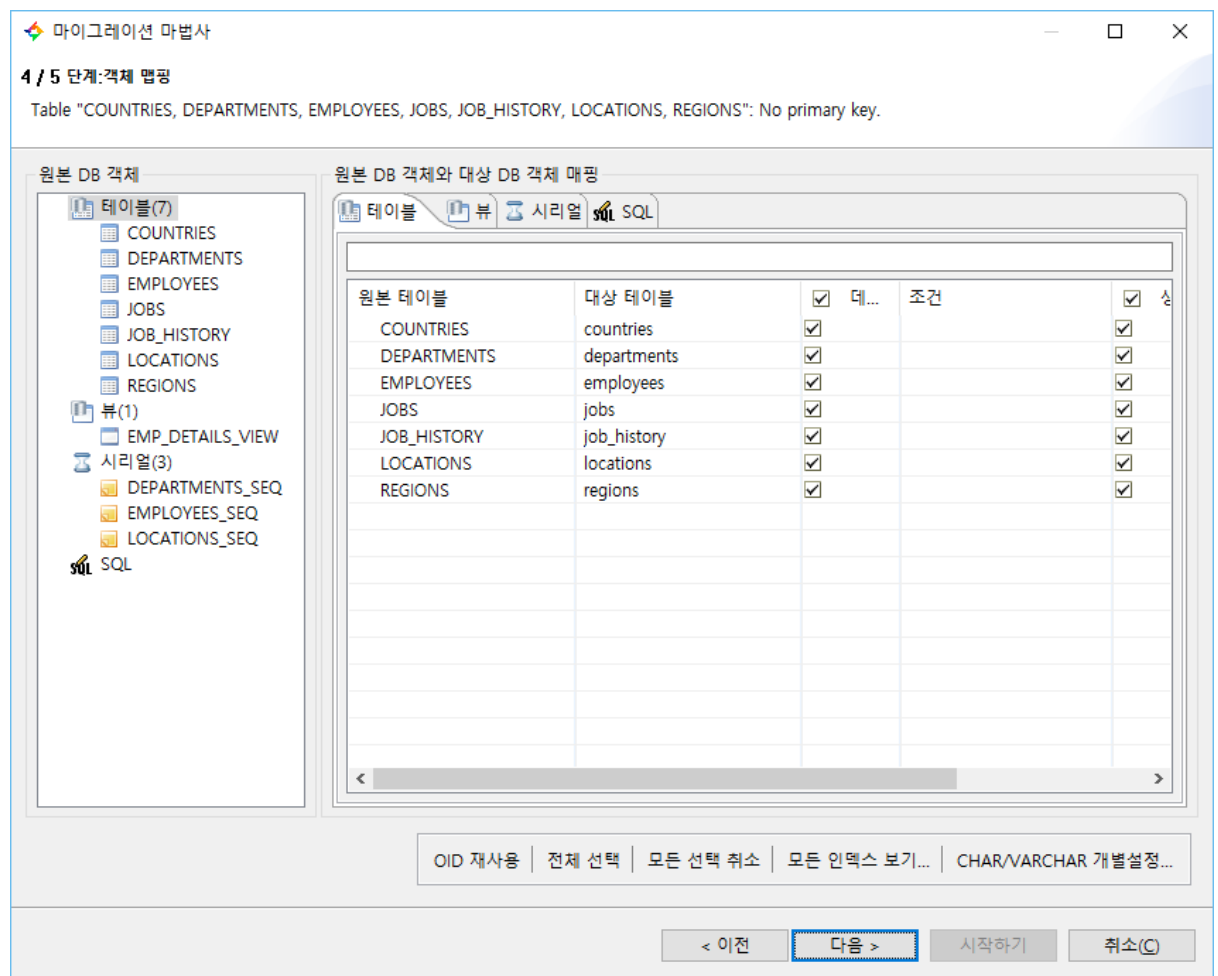 마이그레이션 마법사
4 / 5 단계:객체 맵핑
Table "COUNTRIES, DEPARTMENTS, EMPLOYEES, JOBS, JOB_HISTORY, LOCATIONS, REGIONS": No primary key.
원본 DB 객체
테이블(7)
COUNTRIES
DEPARTMENTS
EMPLOYEES
JOBS
JOB_HISTORY
LOCATIONS
REGIONS
뷰(1)
EMP_DETAILS_VIEW
시리얼(3)
DEPARTMENTS_SEQ
EMPLOYEES_SEQ
LOCATIONS_SEQ
SQL SQL
원본 DB 객체와 대상 DB 객체 매핑
테이블 뷰 시리얼 SQL SQL
원본 테이블 대상 테이블 데... 조건
COUNTRIES countries
DEPARTMENTS departments
EMPLOYEES employees
JOBS jobs
JOB_HISTORY job_history
LOCATIONS locations
REGIONS regions
OID 재사용 전체 선택 모든 선택 취소 모든 인덱스 보기... CHAR/VARCHAR 개별설정...
< 이전 다음 > 시작하기 취소(C)